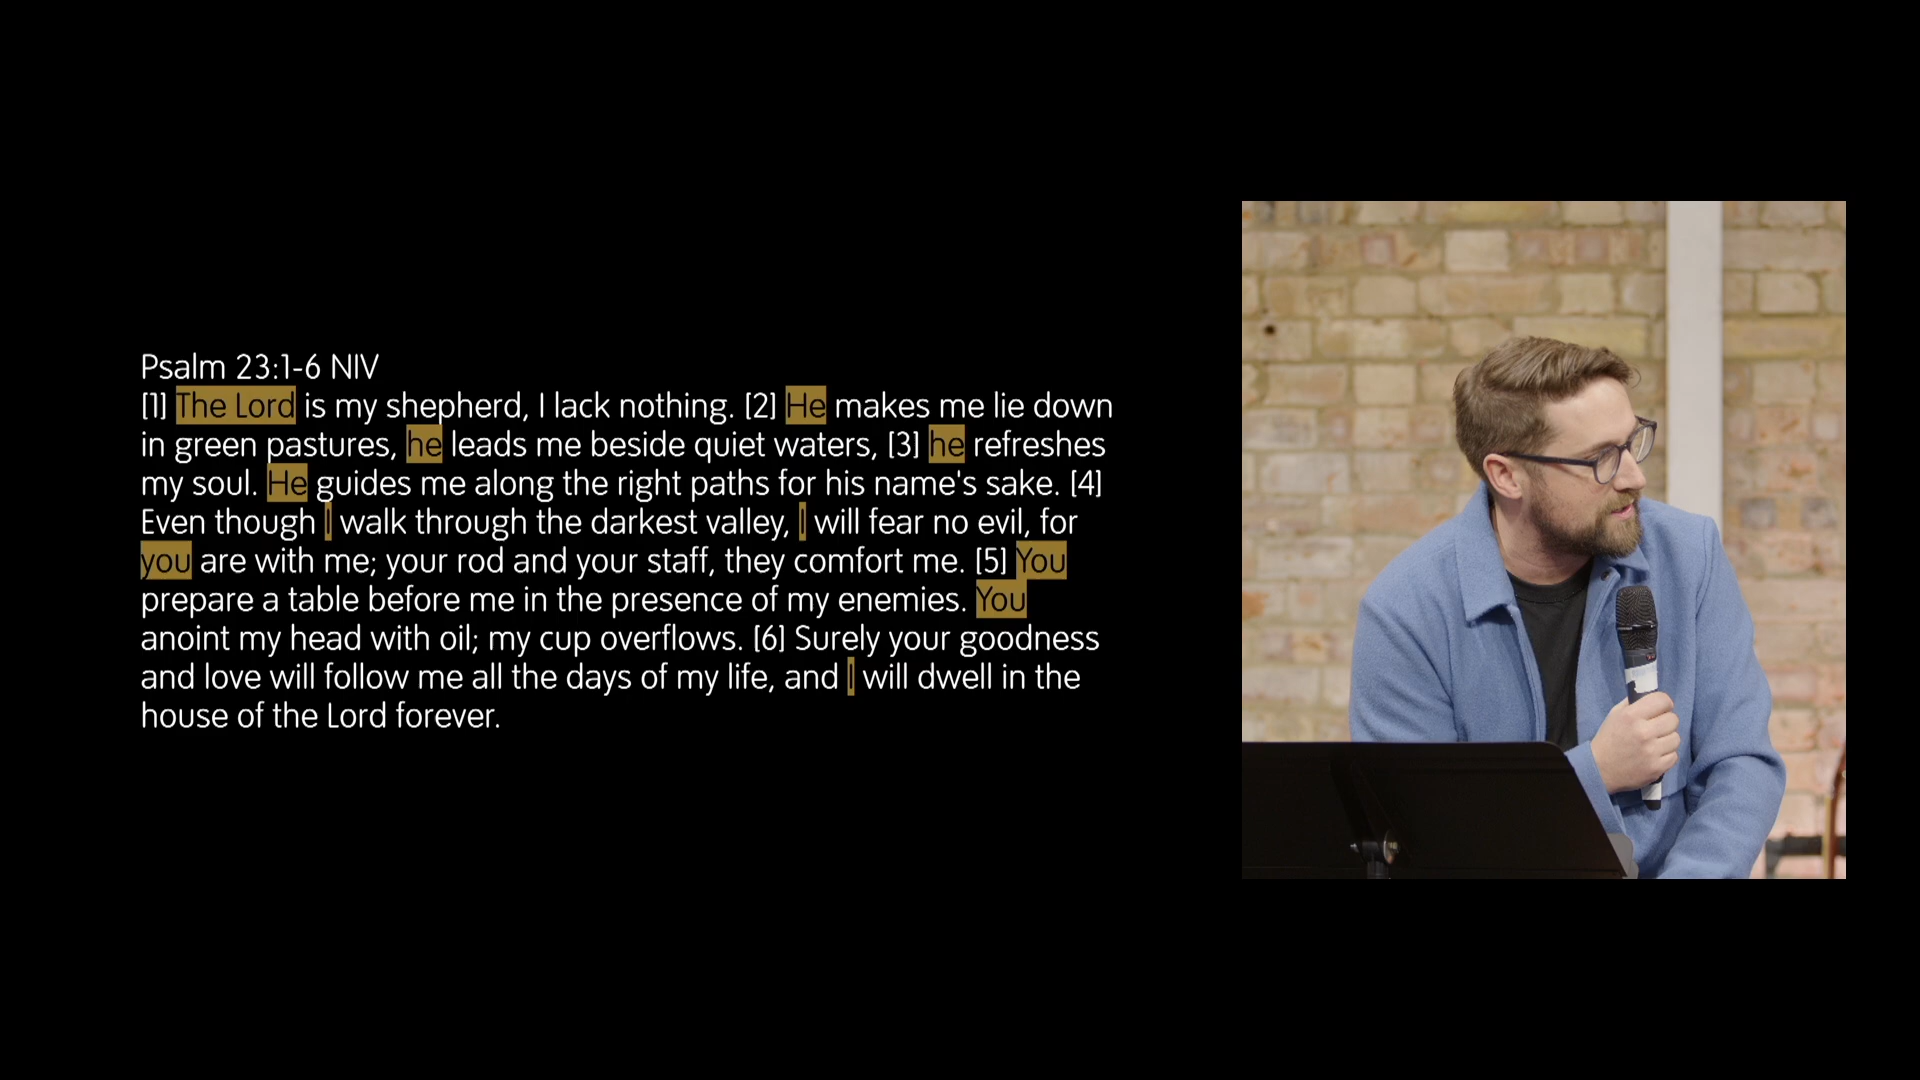 Psalm 23:1-6 NIV
[1] The Lord is my shepherd, I lack nothing. [2] He makes me lie down
in green pastures, he leads me beside quiet waters, [3] he refreshes
my soul. He guides me along the right paths for his name's sake. [4]
Even though I walk through the darkest valley, I will fear no evil, for
you are with me; your rod and your staff, they comfort me. [5] You
prepare a table before me in the presence of my enemies. You
anoint my head with oil; my cup overflows. [6] Surely your goodness
and love will follow me all the days of my life, and I will dwell in the
house of the Lord forever.